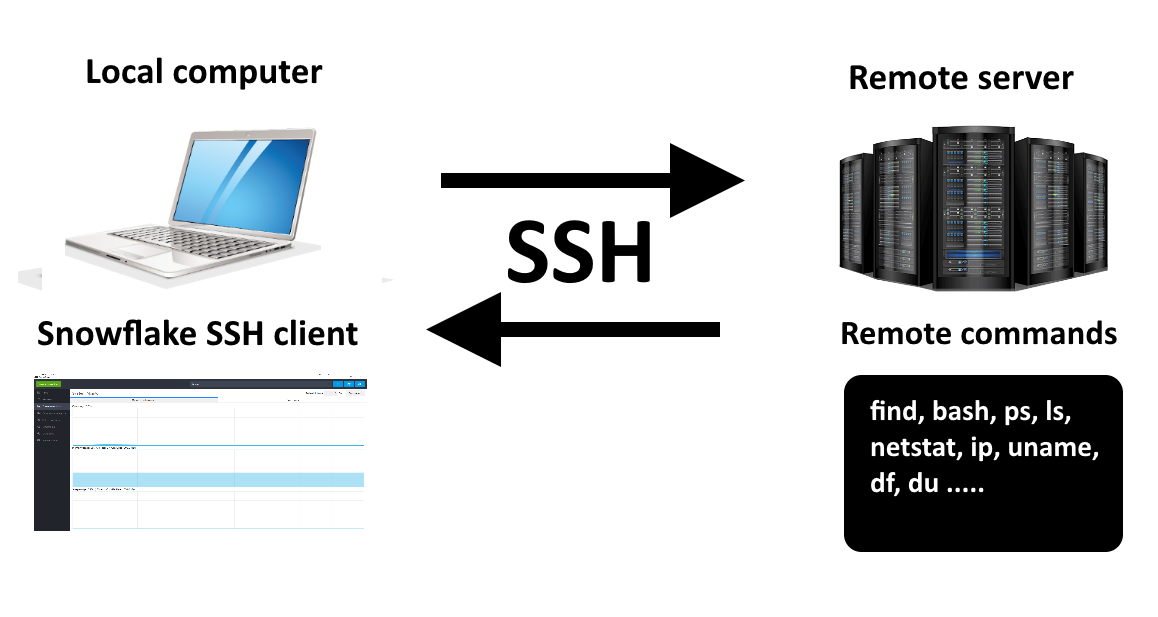 Local computer
Remote server
SSH
Snowflake SSH client
Remote commands
find, bash, ps, ls,
netstat, ip, uname,
df, du .....